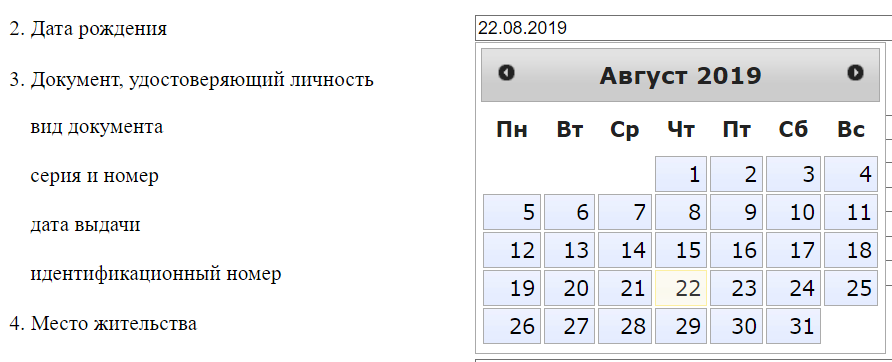 2. Дата рождения
22.08.2019
3. Документ, удостоверяющий личность
вид документа
серия и номер
дата выдачи
идентификационный номер
4. Место жительства
Август 2019
Пн Вт Ср Чт Пт Сб Вс
1 2 3 4
5 6 7 8 9 10 11
12 13 14 15 16 17 18
19 20 21 22 23 24 25
26 27 28 29 30 31